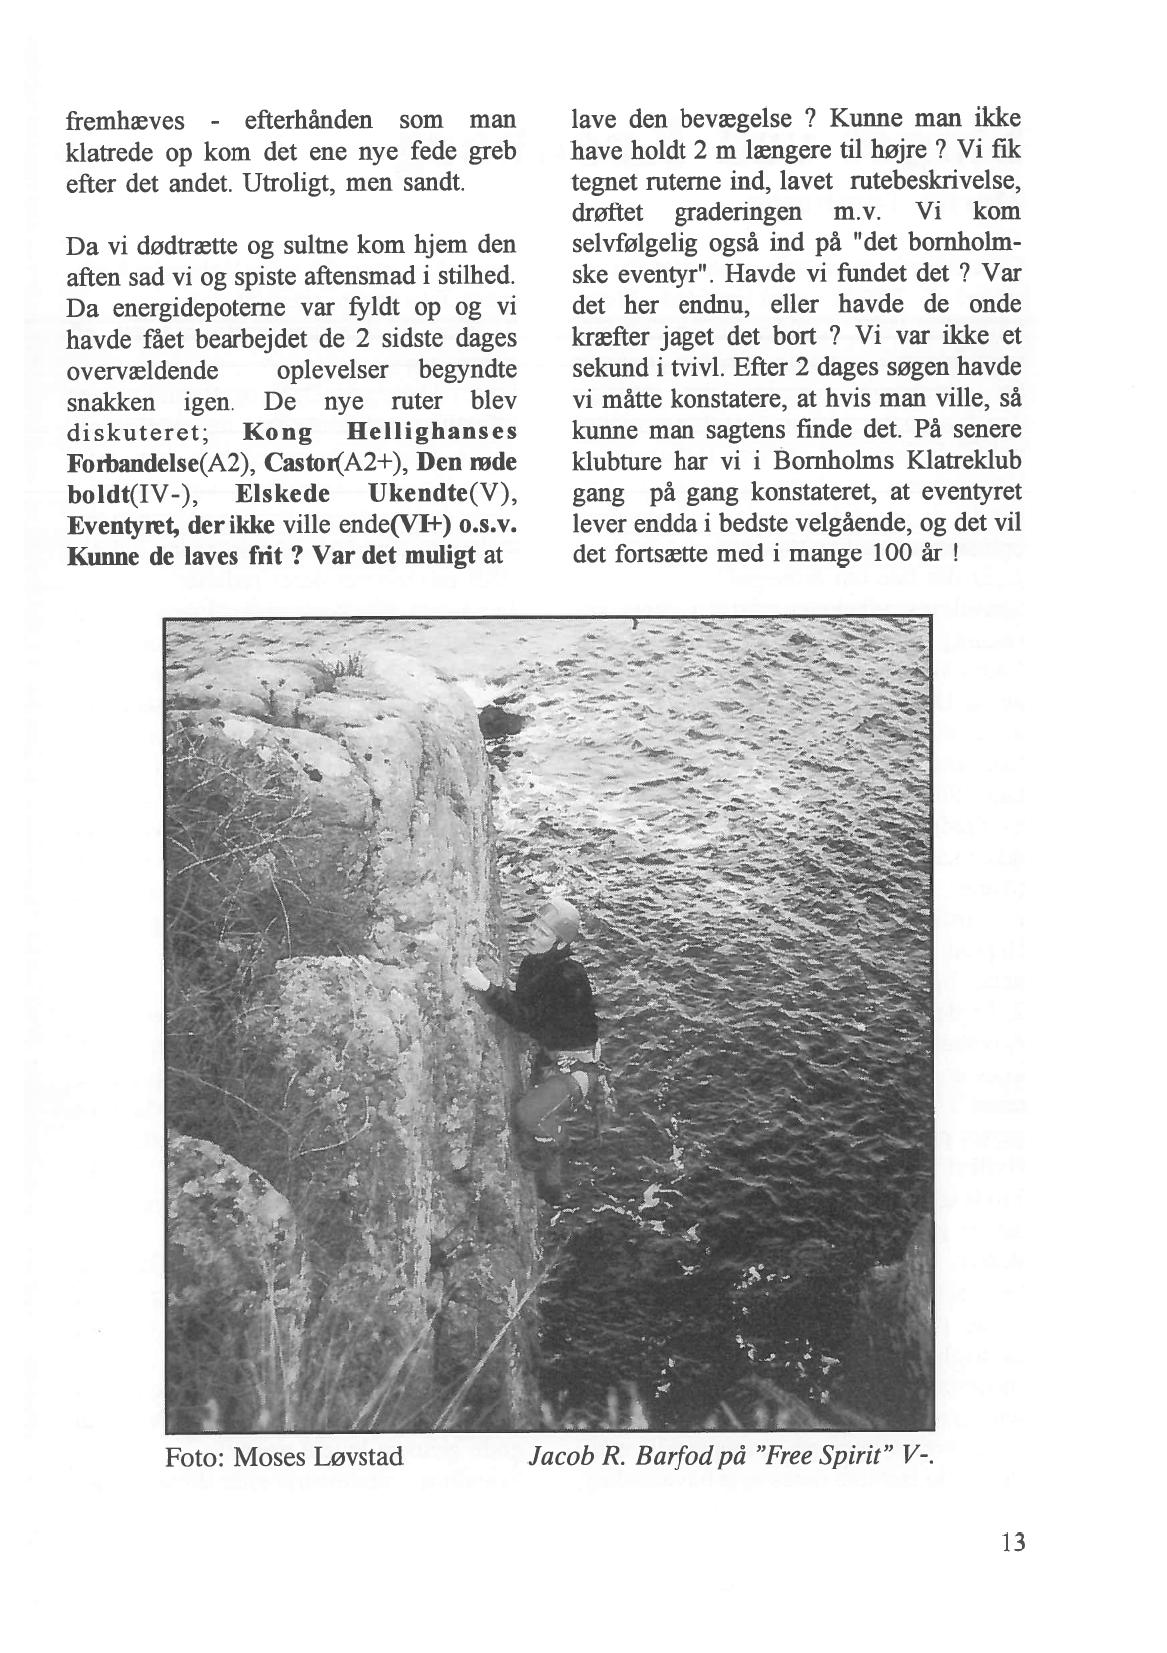 fremhæves - efterhånden som man
klatrede op kom det ene nye fede greb
efter det andet. Utroligt, men sandt.
Da vi dødtrætte og sultne kom hjem den
aften sad vi og spiste aftensmad i stilhed.
Da energidepoterne var fyldt op og vi
havde fået bearbejdet de 2 sidste dages
overvældende oplevelser begyndte
snakken igen. De nye ruter blev
diskuteret; Kong Hellighanses
Forbandelse(A2), Castor(A2+), Den røde
boldt(IV-), Elskede Ukendte(V),
Eventyret, der ikke ville ende(VI+) o.s.v.
Kunne de laves frit ? Var det muligt at
lave den bevægelse ? Kunne man ikke
have holdt 2 m længere til højre ? Vi fik
tegnet ruterne ind, lavet rutebeskrivelse,
drøftet graderingen m.v. Vi kom
selvfølgelig også ind på "det bornholm-
ske eventyr". Havde vi fundet det ? Var
det her endnu, eller havde de onde
kræfter jaget det bort ? Vi var ikke et
sekund i tvivl. Efter 2 dages søgen havde
vi måtte konstatere, at hvis man ville, så
kunne man sagtens finde det. På senere
klubture har vi i Bornholms Klatreklub
gang på gang konstateret, at eventyret
lever endda i bedste velgående, og det vil
det fortsætte med i mange 100 år !
Foto: Moses Løvstad
Jacob R. Barfod på "Free Spirit" V-.
13